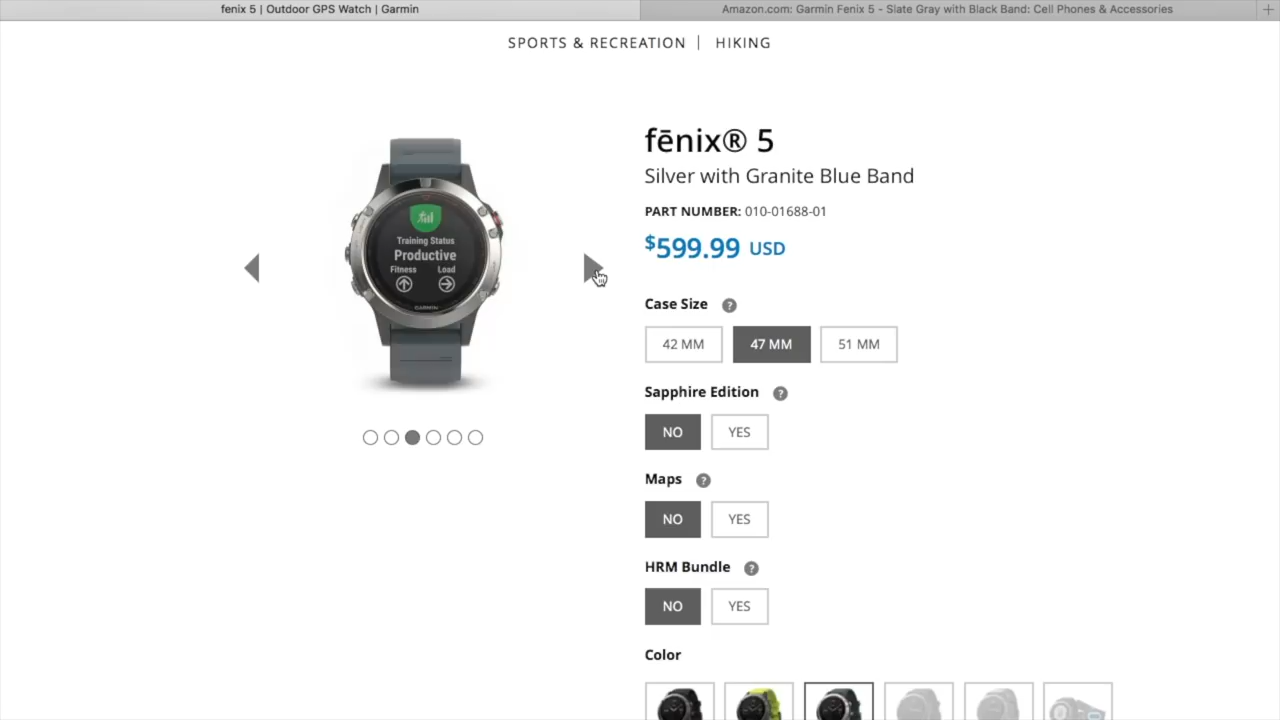 fenix 5 | Outdoor GPS Watch | Garmin
Amazon.com: Garmin Fenix 5 - Slate Gray with Black Band: Cell Phones & Accessories
SPORTS & RECREATION | HIKING
fēnix® 5
Silver with Granite Blue Band
PART NUMBER: 010-01688-01
$599.99 USD
Training Status
Productive
Fitness Load
GARMIN
Case Size ?
42 MM 47 MM 51 MM
Sapphire Edition ?
NO YES
Maps ?
NO YES
HRM Bundle ?
NO YES
Color